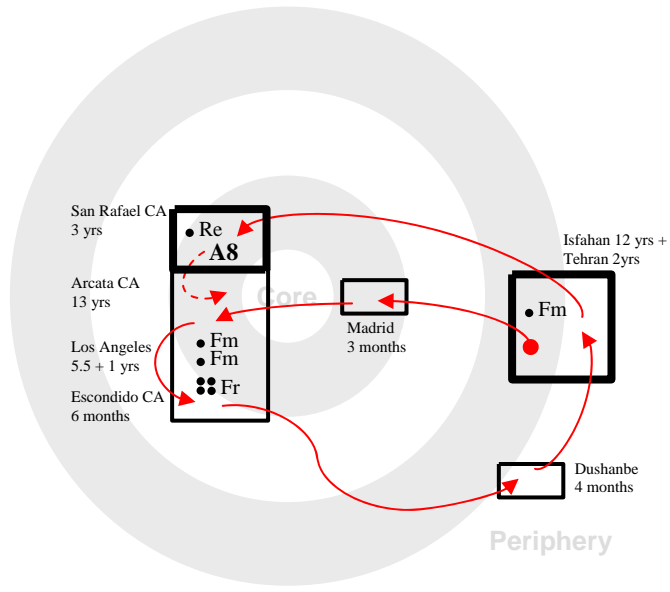 San Rafael CA
3 yrs
Re
A8
Isfahan 12 yrs +
Tehran 2yrs
Arcata CA
13 yrs
Core
Fm
Madrid
3 months
Los Angeles
5.5 + 1 yrs
Fm
Fm
Escondido CA
6 months
Fr
Dushanbe
4 months
Periphery